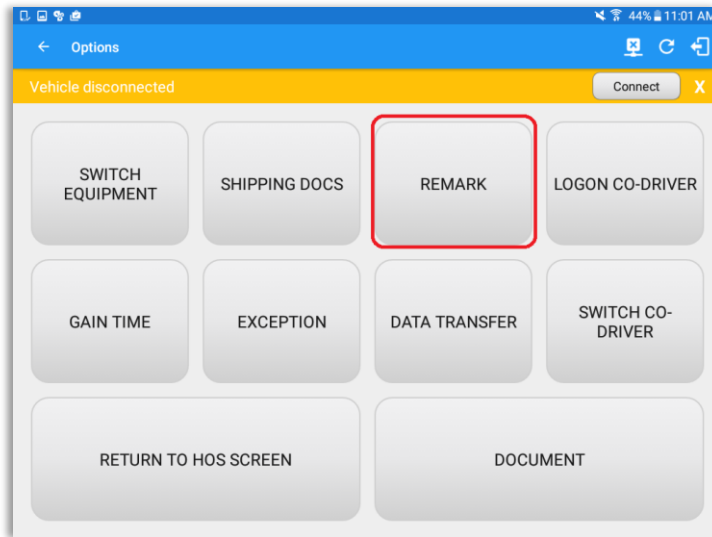 44% 11:01 AM
Options
Vehicle disconnected
Connect
X
SWITCH
EQUIPMENT
SHIPPING DOCS
REMARK
LOGON CO-DRIVER
GAIN TIME
EXCEPTION
DATA TRANSFER
SWITCH CO-
DRIVER
RETURN TO HOS SCREEN
DOCUMENT